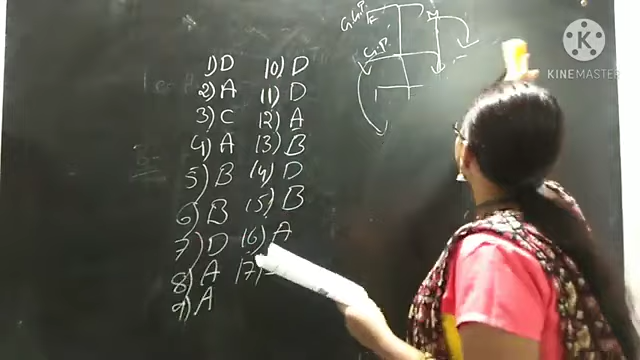 1) D
2) A
3) C
4) A
5) B
6) B
7) D
8) A
9) A
10) D
11) D
12) A
13) B
14) D
15) B
16) A
17)
G.G.P.
G.P.
K
KINEMASTER